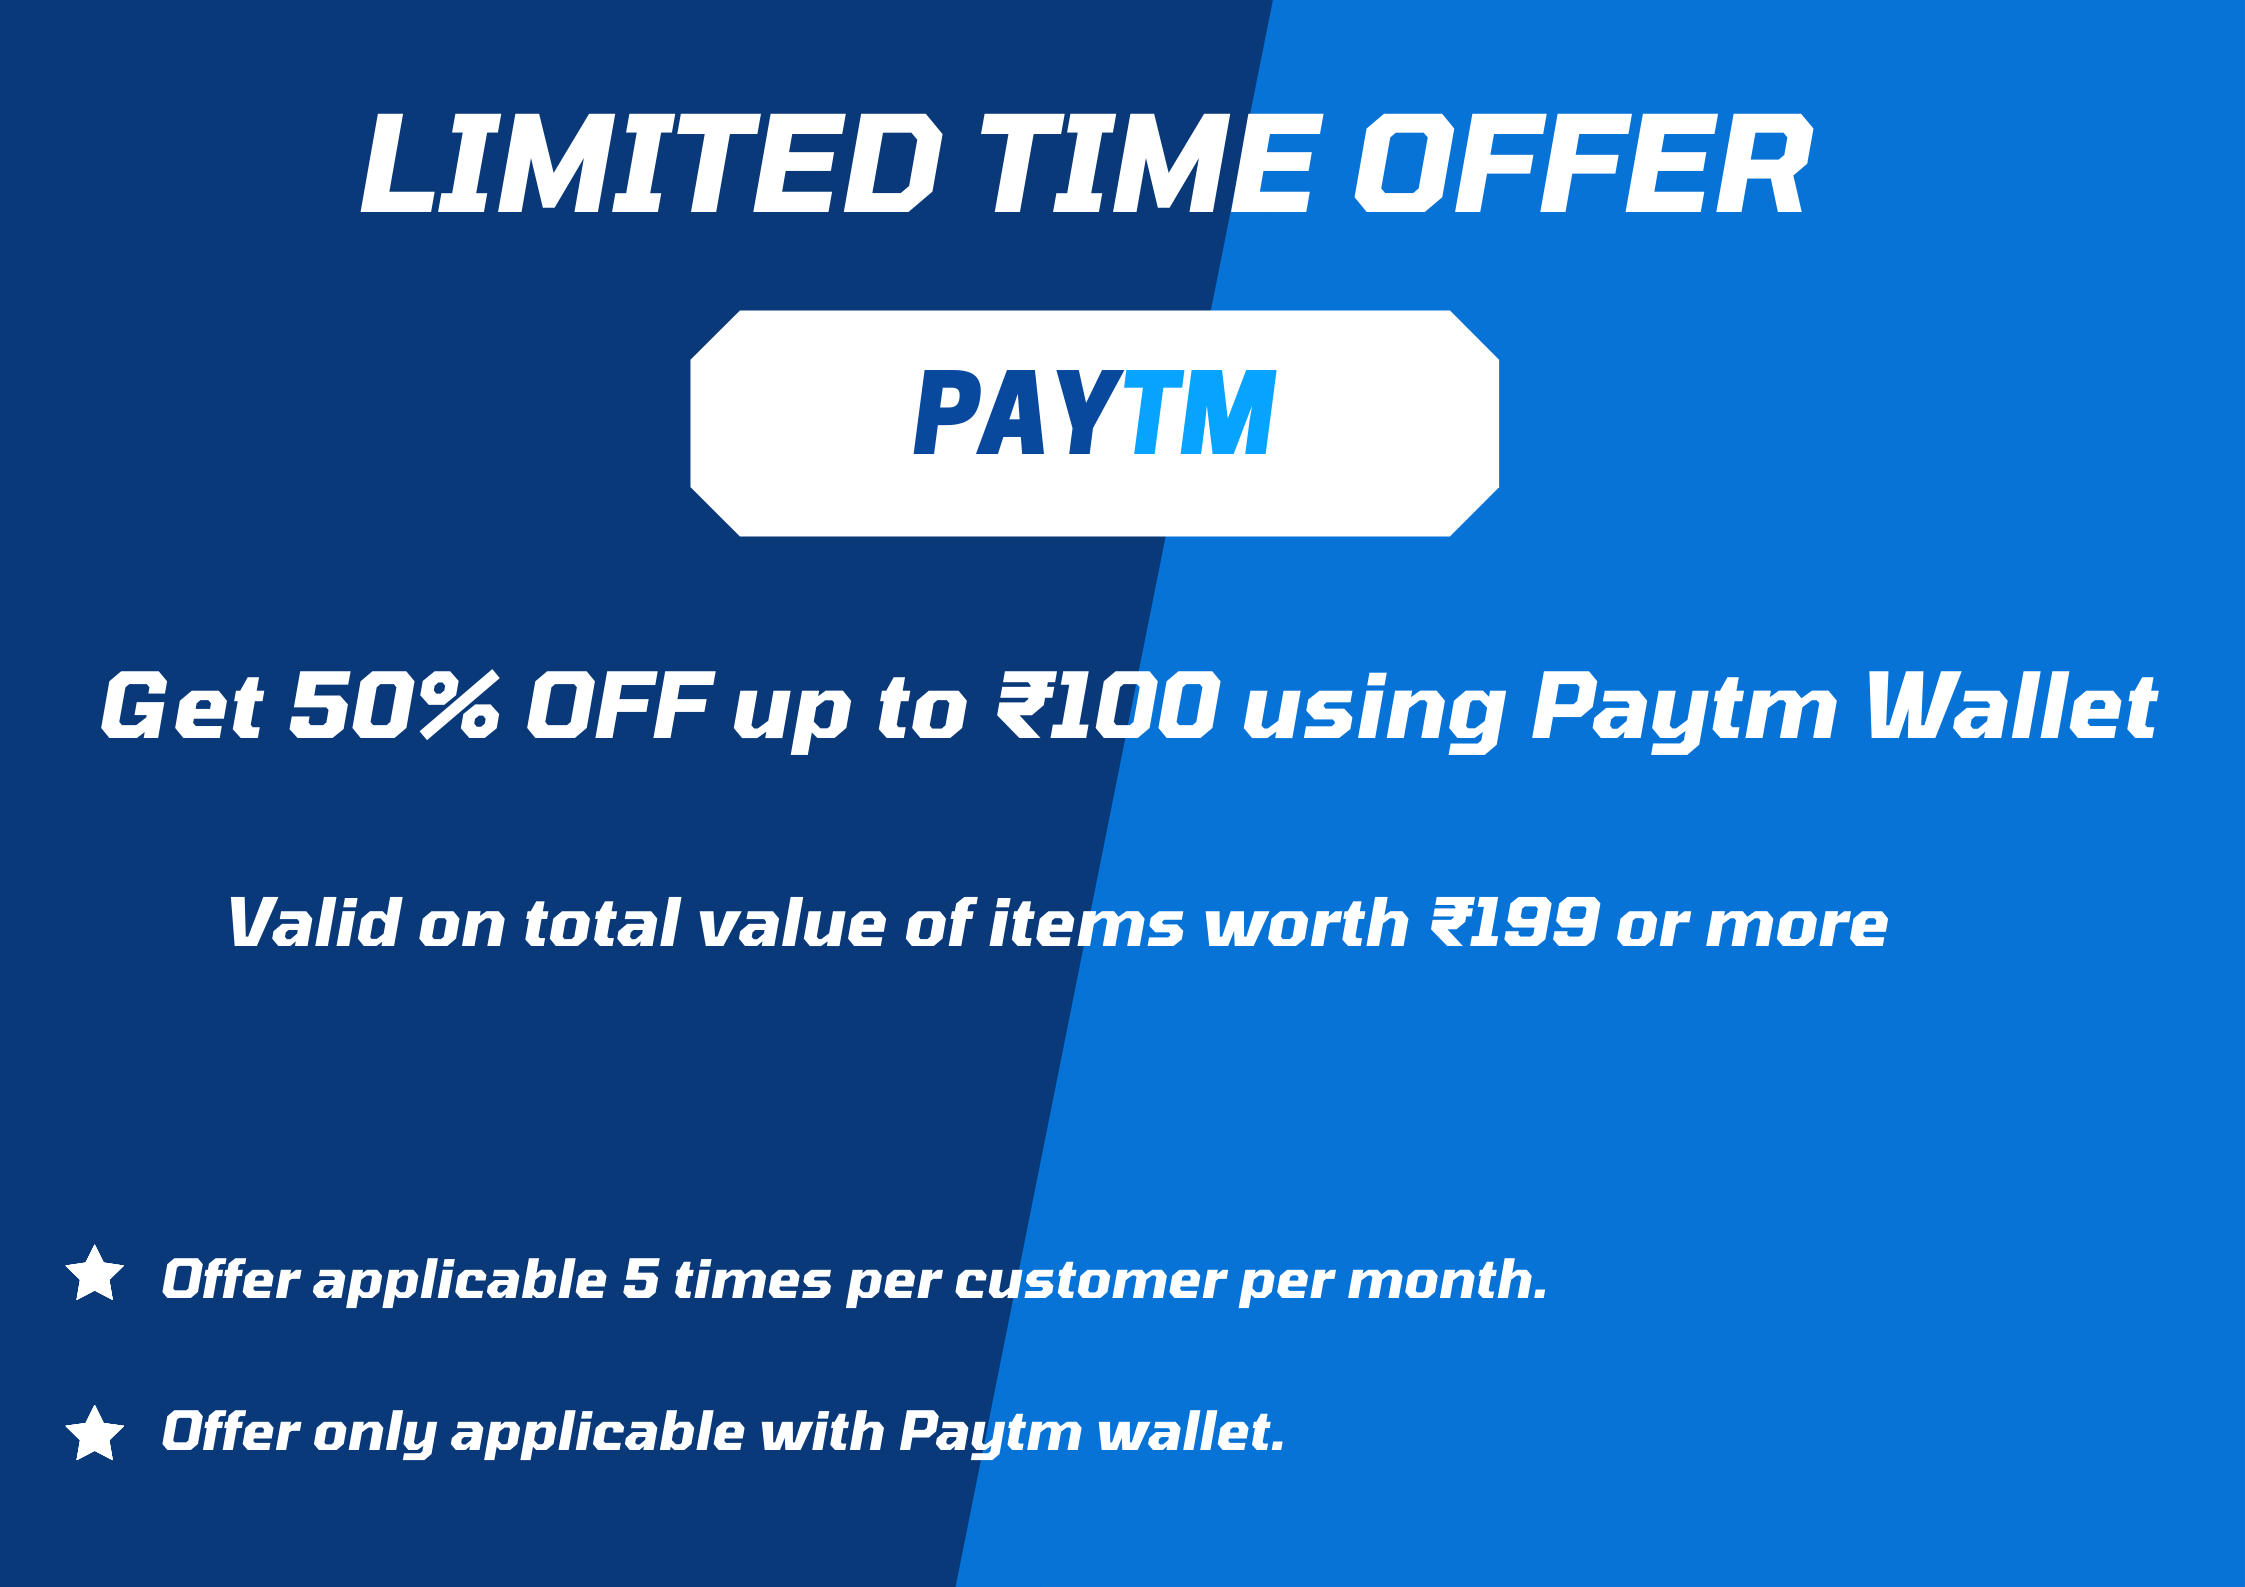 LIMITED TIME OFFER
PAYTM
Get 50% OFF up to ₹100 using Paytm Wallet
Valid on total value of items worth ₹199 or more
Offer applicable 5 times per customer per month.
Offer only applicable with Paytm wallet.